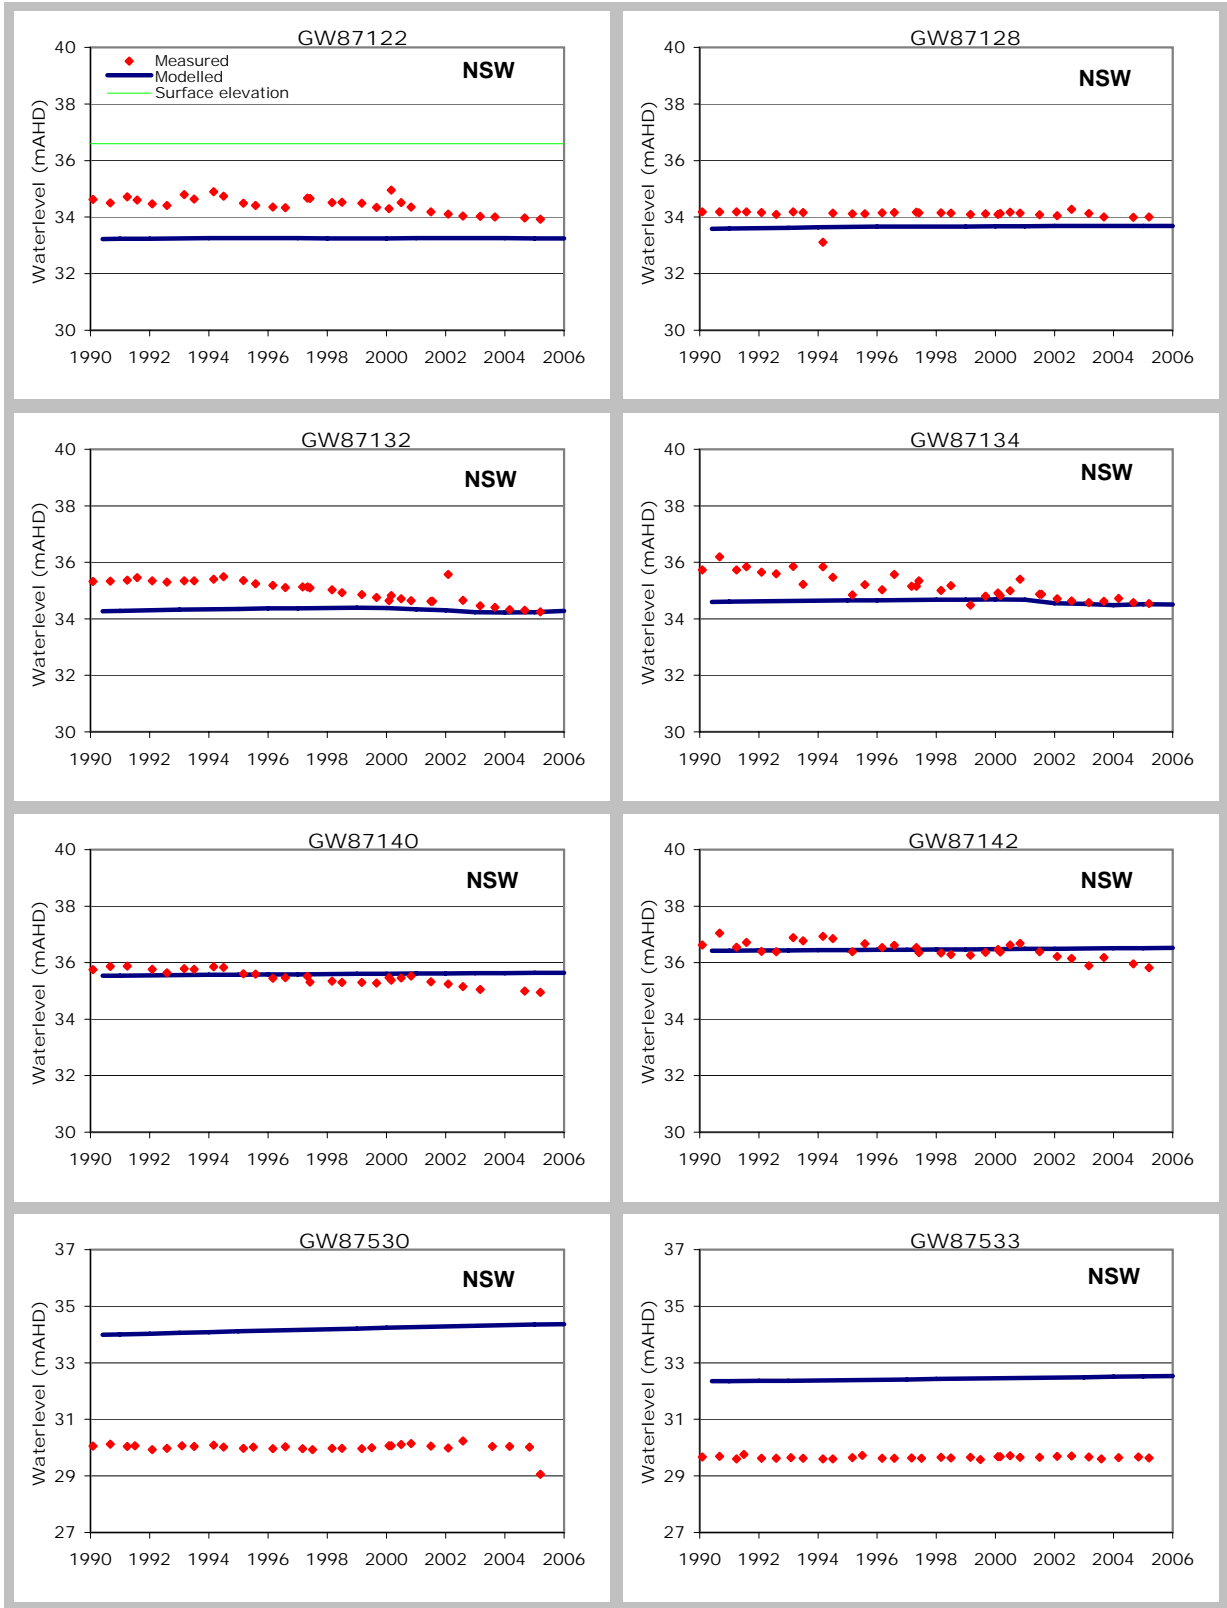 GW87122
NSW
Measured
Modelled
Surface elevation
Waterlevel (mAHD)
40
38
36
34
32
30
1990 1992 1994 1996 1998 2000 2002 2004 2006
GW87128
NSW
Waterlevel (mAHD)
40
38
36
34
32
30
1990 1992 1994 1996 1998 2000 2002 2004 2006
GW87132
NSW
Waterlevel (mAHD)
40
38
36
34
32
30
1990 1992 1994 1996 1998 2000 2002 2004 2006
GW87134
NSW
Waterlevel (mAHD)
40
38
36
34
32
30
1990 1992 1994 1996 1998 2000 2002 2004 2006
GW87140
NSW
Waterlevel (mAHD)
40
38
36
34
32
30
1990 1992 1994 1996 1998 2000 2002 2004 2006
GW87142
NSW
Waterlevel (mAHD)
40
38
36
34
32
30
1990 1992 1994 1996 1998 2000 2002 2004 2006
GW87530
NSW
Waterlevel (mAHD)
37
35
33
31
29
27
1990 1992 1994 1996 1998 2000 2002 2004 2006
GW87533
NSW
Waterlevel (mAHD)
37
35
33
31
29
27
1990 1992 1994 1996 1998 2000 2002 2004 2006